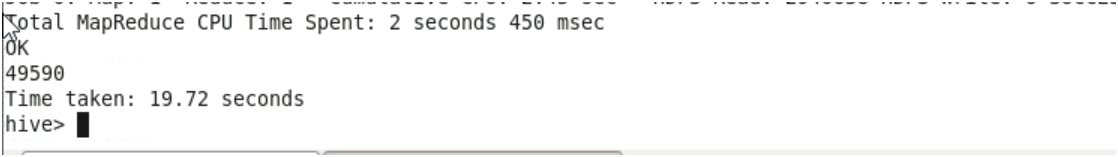 Total MapReduce CPU Time Spent: 2 seconds 450 msec
OK
49590
Time taken: 19.72 seconds
hive>